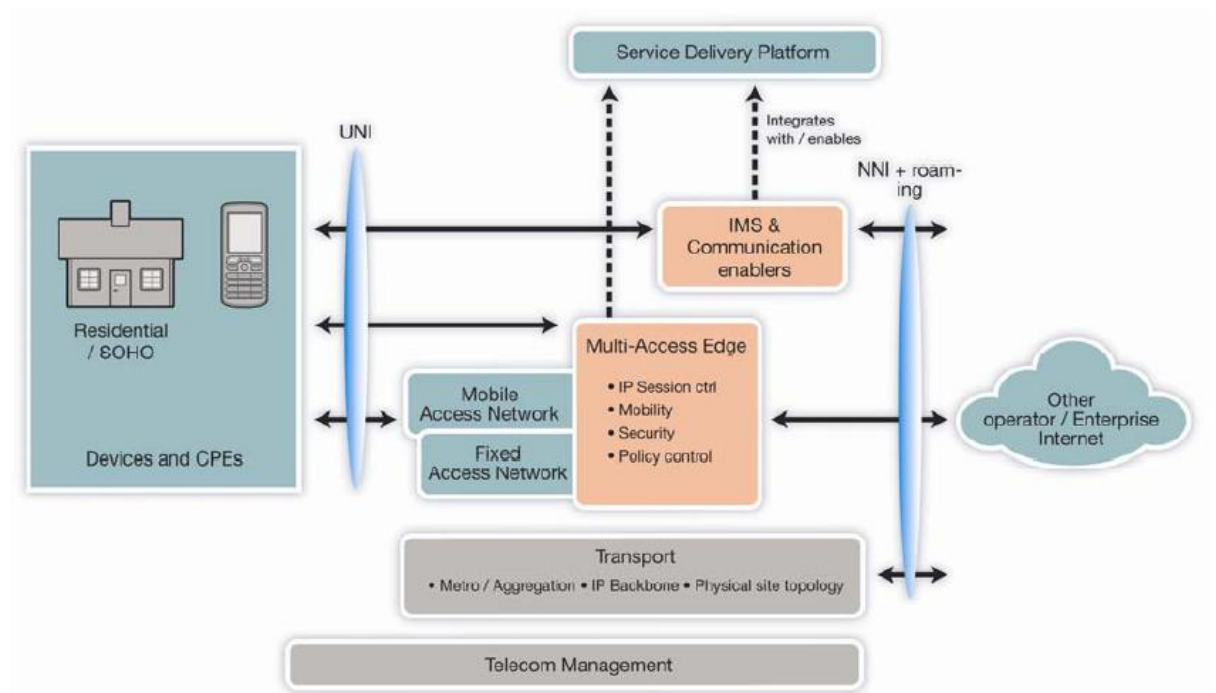 Service Delivery Platform
Integrates
with / enables
UNI
NNI + roam-
ing
IMS &
Communication
enablers
Residential
/ SOHO
Multi-Access Edge
• IP Session ctrl
• Mobility
• Security
• Policy control
Mobile
Access Network
Fixed
Access Network
Devices and CPEs
Other
operator / Enterprise
Internet
Transport
• Metro / Aggregation • IP Backbone • Physical site topology
Telecom Management